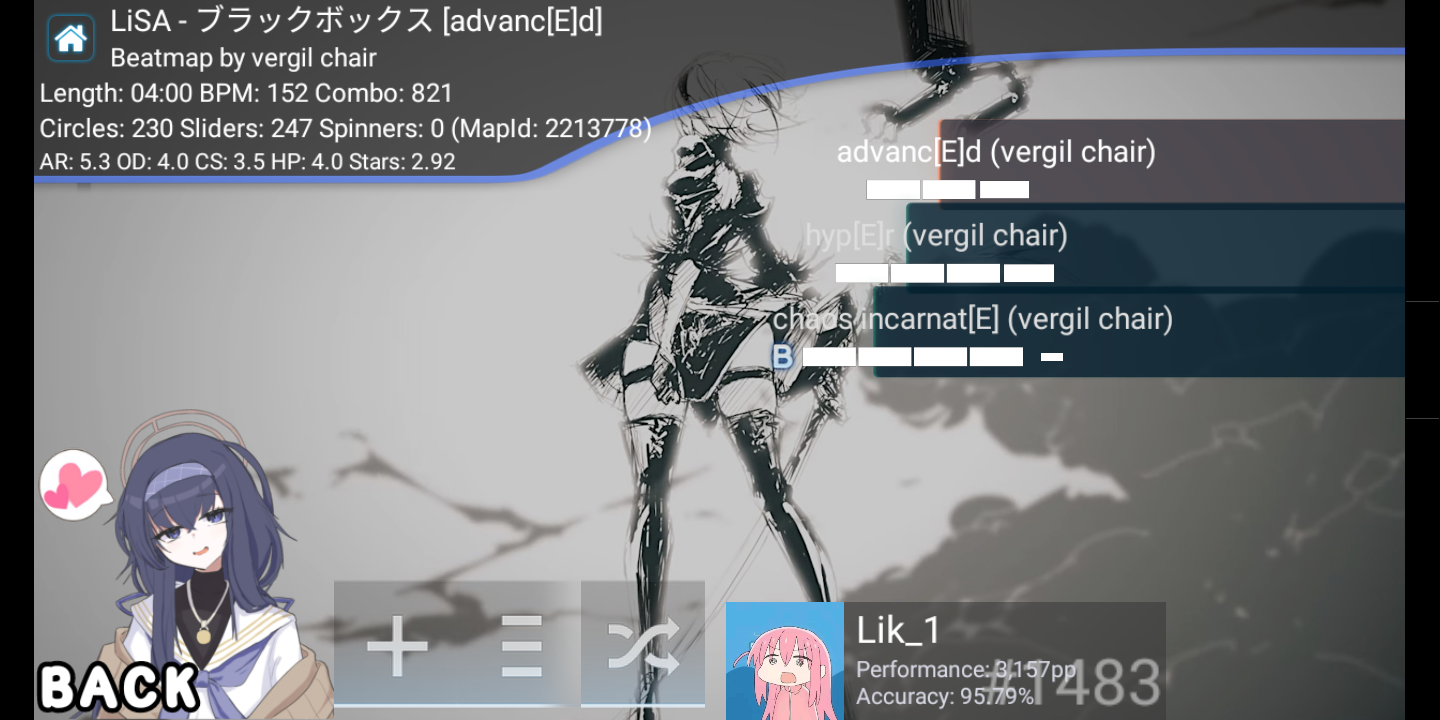 LiSA - ブラックボックス [advanc[E]d]
Beatmap by vergil chair
Length: 04:00 BPM: 152 Combo: 821
Circles: 230 Sliders: 247 Spinners: 0 (MapId: 2213778)
AR: 5.3 OD: 4.0 CS: 3.5 HP: 4.0 Stars: 2.92
advanc[E]d (vergil chair)
hyp[E]r (vergil chair)
chaos incarnat[E] (vergil chair)
B
BACK
Lik_1
Performance: 3,157pp
Accuracy: 95.79%
#1483